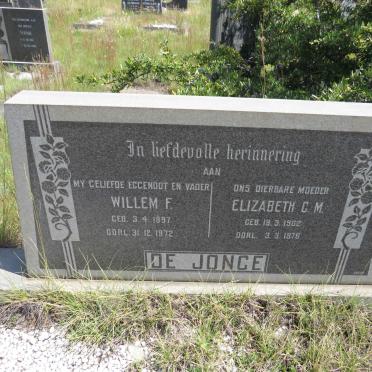 In liefdevolle herinnering
AAN
MY GELIEFDE EGGENOOT EN VADER
WILLEM F.
GEB. 3.4.1897
OORL. 31.12.1972
ONS DIERBARE MOEDER
ELIZABETH C. M.
GEB. 19.3.1902
OORL. 3.3.1978
DE JONGE